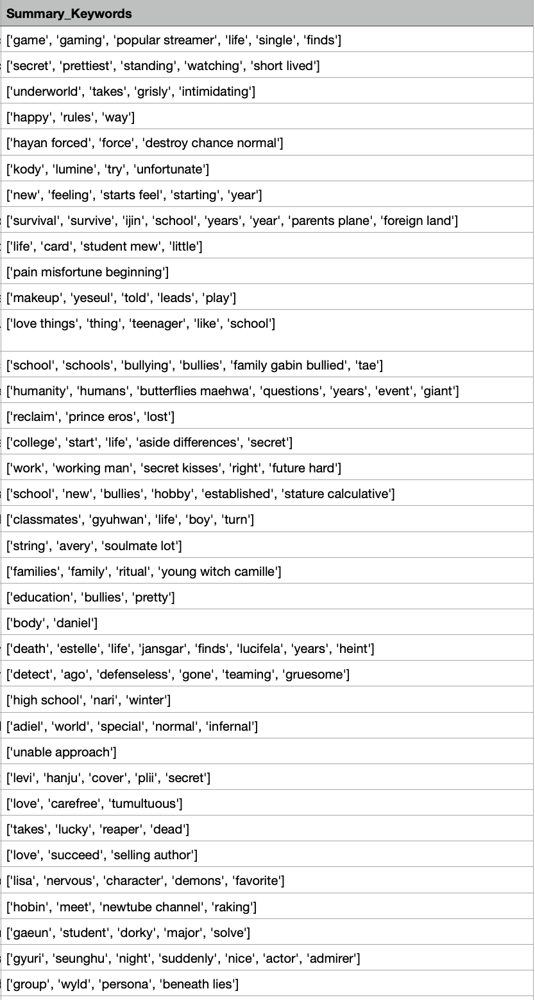 Summary_Keywords
['game', 'gaming', 'popular streamer', 'life', 'single', 'finds']
['secret', 'prettiest', 'standing', 'watching', 'short lived']
['underworld', 'takes', 'grisly', 'intimidating']
['happy', 'rules', 'way']
['hayan forced', 'force', 'destroy chance normal']
['kody', 'lumine', 'try', 'unfortunate']
['new', 'feeling', 'starts feel', 'starting', 'year']
['survival', 'survive', 'ijin', 'school', 'years', 'year', 'parents plane', 'foreign land']
['life', 'card', 'student mew', 'little']
['pain misfortune beginning']
['makeup', 'yeseul', 'told', 'leads', 'play']
['love things', 'thing', 'teenager', 'like', 'school']
['school', 'schools', 'bullying', 'bullies', 'family gabin bullied', 'tae']
['humanity', 'humans', 'butterflies maehwa', 'questions', 'years', 'event', 'giant']
['reclaim', 'prince eros', 'lost']
['college', 'start', 'life', 'aside differences', 'secret']
['work', 'working man', 'secret kisses', 'right', 'future hard']
['school', 'new', 'bullies', 'hobby', 'established', 'stature calculative']
['classmates', 'gyuhwan', 'life', 'boy', 'turn']
['string', 'avery', 'soulmate lot']
['families', 'family', 'ritual', 'young witch camille']
['education', 'bullies', 'pretty']
['body', 'daniel']
['death', 'estelle', 'life', 'jansgar', 'finds', 'lucifela', 'years', 'heint']
['detect', 'ago', 'defenseless', 'gone', 'teaming', 'gruesome']
['high school', 'nari', 'winter']
['adiel', 'world', 'special', 'normal', 'infernal']
['unable approach']
['levi', 'hanju', 'cover', 'plii', 'secret']
['love', 'carefree', 'tumultuous']
['takes', 'lucky', 'reaper', 'dead']
['love', 'succeed', 'selling author']
['lisa', 'nervous', 'character', 'demons', 'favorite']
['hobin', 'meet', 'newtube channel', 'raking']
['gaeun', 'student', 'dorky', 'major', 'solve']
['gyuri', 'seunghu', 'night', 'suddenly', 'nice', 'actor', 'admirer']
['group', 'wyld', 'persona', 'beneath lies']